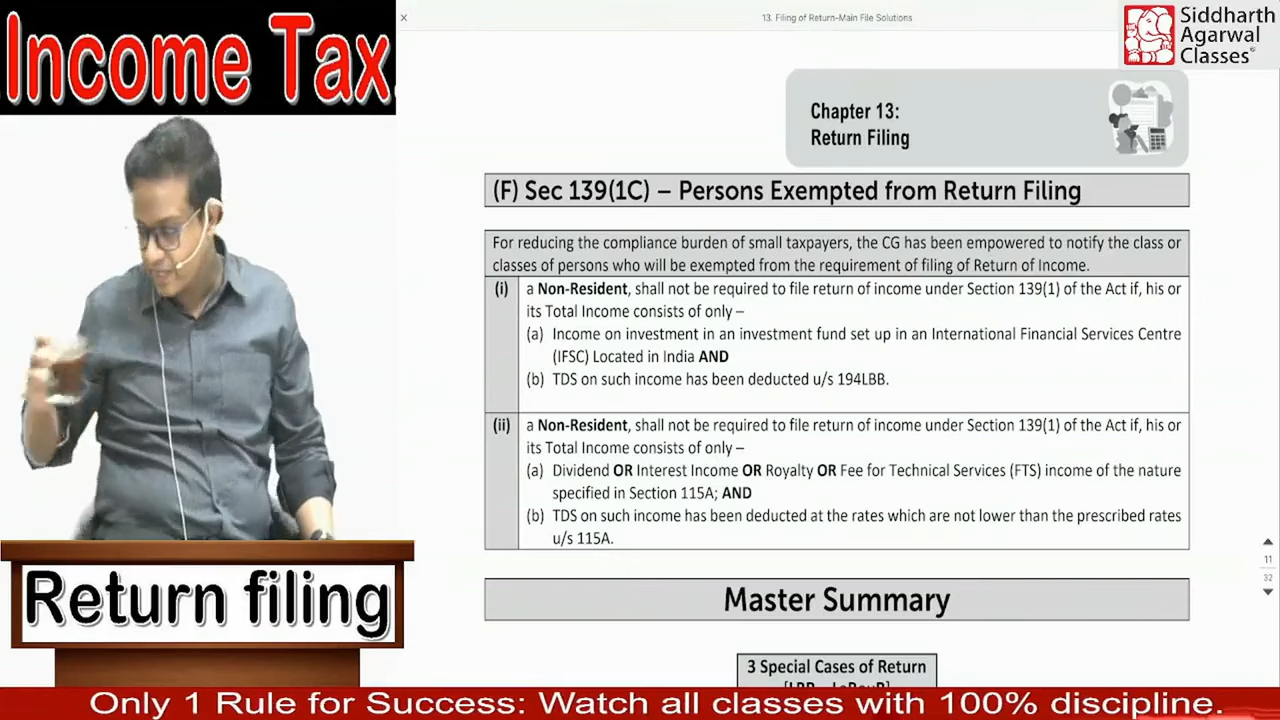 Income Tax
Return filing
×
13. Filing of Return-Main File Solutions
Siddharth
Agarwal
Classes®
Chapter 13:
Return Filing
(F) Sec 139(1C) – Persons Exempted from Return Filing
For reducing the compliance burden of small taxpayers, the CG has been empowered to notify the class or
classes of persons who will be exempted from the requirement of filing of Return of Income.
(i) a Non-Resident, shall not be required to file return of income under Section 139(1) of the Act if, his or
its Total Income consists of only –
(a) Income on investment in an investment fund set up in an International Financial Services Centre
(IFSC) Located in India AND
(b) TDS on such income has been deducted u/s 194LBB.
(ii) a Non-Resident, shall not be required to file return of income under Section 139(1) of the Act if, his or
its Total Income consists of only –
(a) Dividend OR Interest Income OR Royalty OR Fee for Technical Services (FTS) income of the nature
specified in Section 115A; AND
(b) TDS on such income has been deducted at the rates which are not lower than the prescribed rates
u/s 115A.
11
32
Master Summary
3 Special Cases of Return
Only 1 Rule for Success: Watch all classes with 100% discipline.